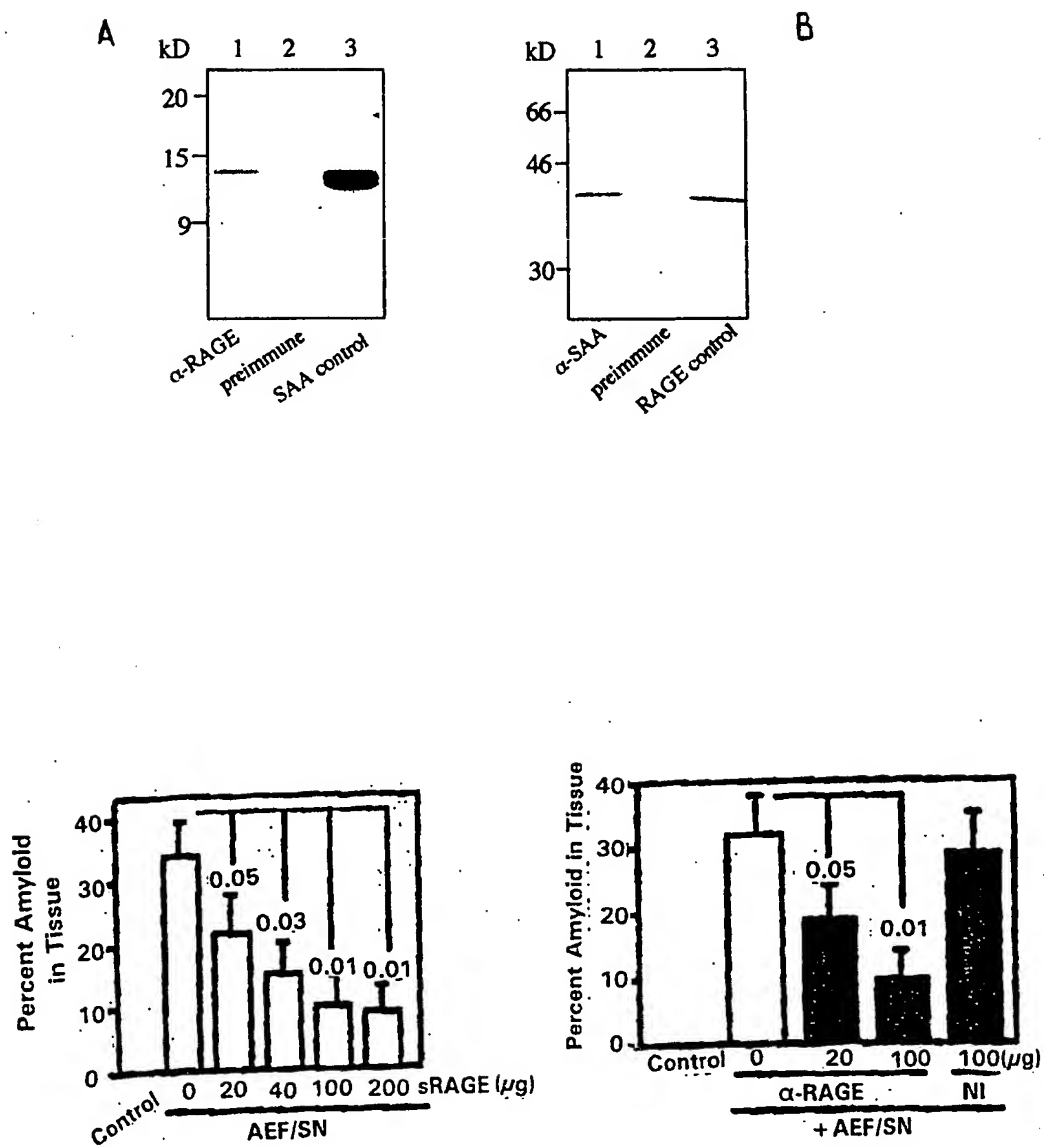 A
kD 1 2 3
20
15
9
α-RAGE
preimmune
SAA control
B
kD 1 2 3
66
46
30
α-SAA
preimmune
RAGE control
Percent Amyloid
in Tissue
40
30
20
10
0
0.05
0.03
0.01 0.01
Control 0 20 40 100 200 sRAGE (μg)
AEF/SN
Percent Amyloid in Tissue
40
30
20
10
0
0.05
0.01
Control 0 20 100 100 (μg)
α-RAGE NI
+ AEF/SN